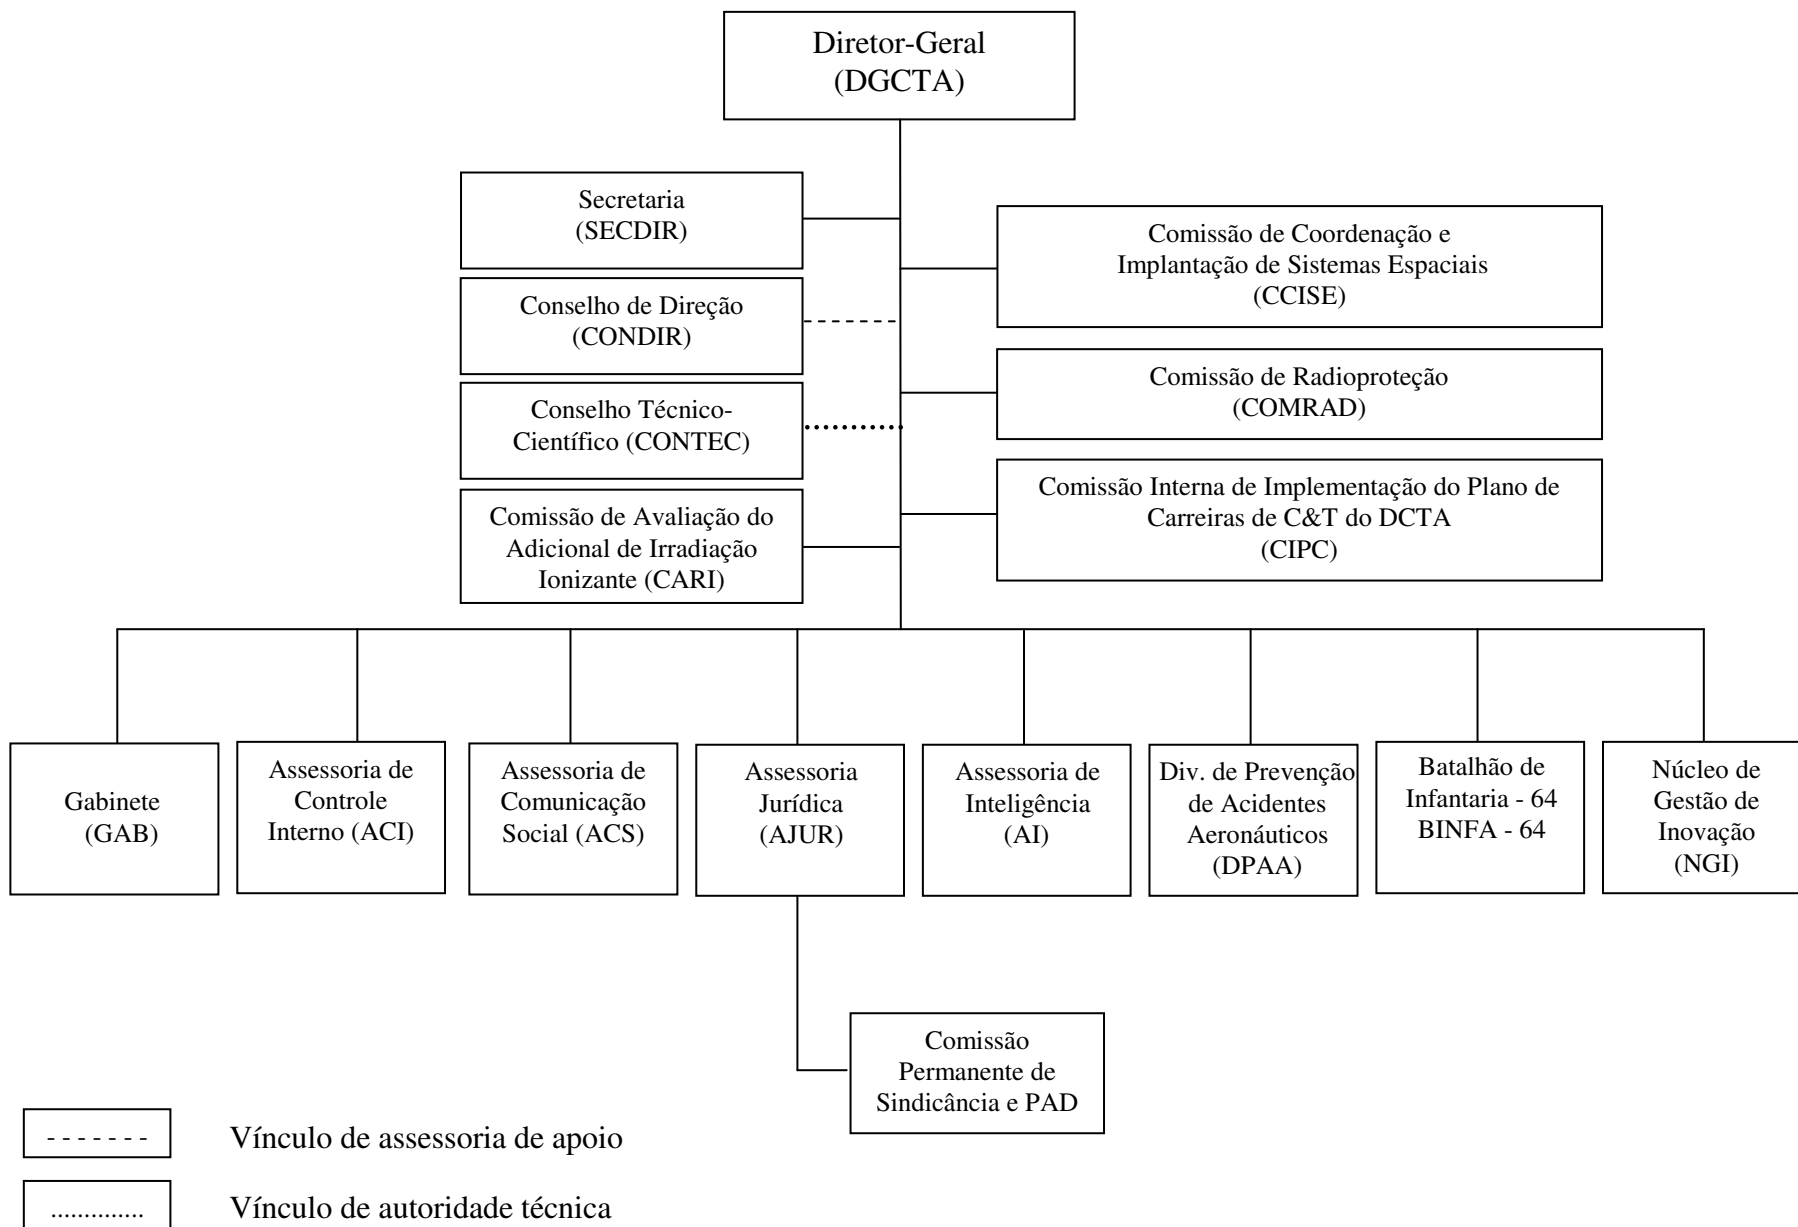 Diretor-Geral
(DGCTA)
Secretaria
(SECDIR)
Conselho de Direção
(CONDIR)
Conselho Técnico-
Científico (CONTEC)
Comissão de Avaliação do
Adicional de Irradiação
Ionizante (CARI)
Comissão de Coordenação e
Implantação de Sistemas Espaciais
(CCISE)
Comissão de Radioproteção
(COMRAD)
Comissão Interna de Implementação do Plano de
Carreiras de C&T do DCTA
(CIPC)
Gabinete
(GAB)
Assessoria de
Controle
Interno (ACI)
Assessoria de
Comunicação
Social (ACS)
Assessoria
Jurídica
(AJUR)
Assessoria de
Inteligência
(AI)
Div. de Prevenção
de Acidentes
Aeronáuticos
(DPAA)
Batalhão de
Infantaria - 64
BINFA - 64
Núcleo de
Gestão de
Inovação
(NGI)
Comissão
Permanente de
Sindicância e PAD
Vínculo de assessoria de apoio
Vínculo de autoridade técnica